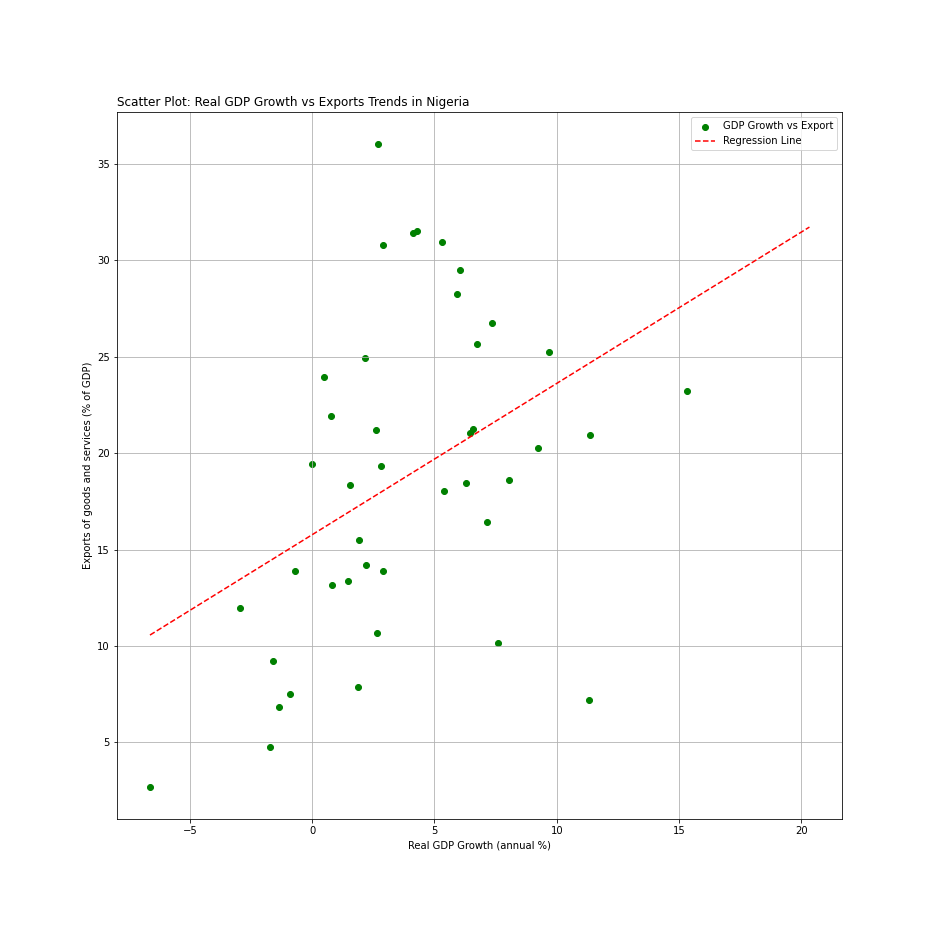 Scatter Plot: Real GDP Growth vs Exports Trends in Nigeria
GDP Growth vs Export
Regression Line
Exports of goods and services (% of GDP)
35
30
25
20
15
10
5
−5
0
5
10
15
20
Real GDP Growth (annual %)